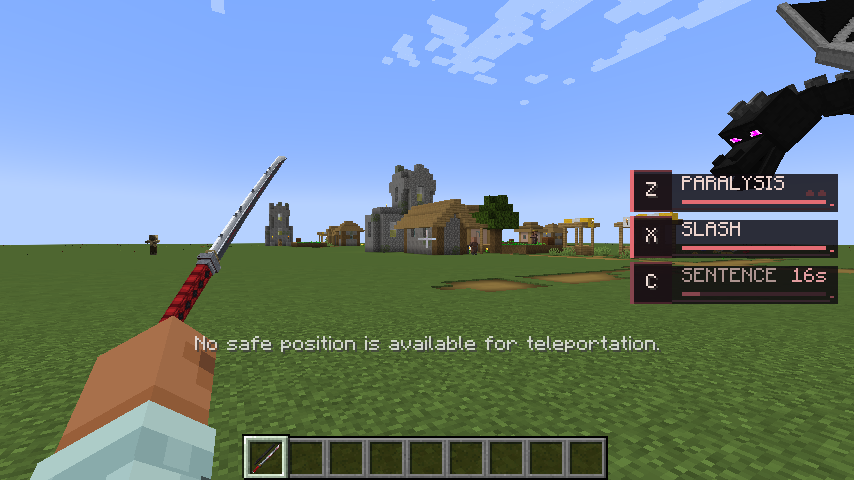 Z PARALYSIS
X SLASH
C SENTENCE 16s
No safe position is available for teleportation.